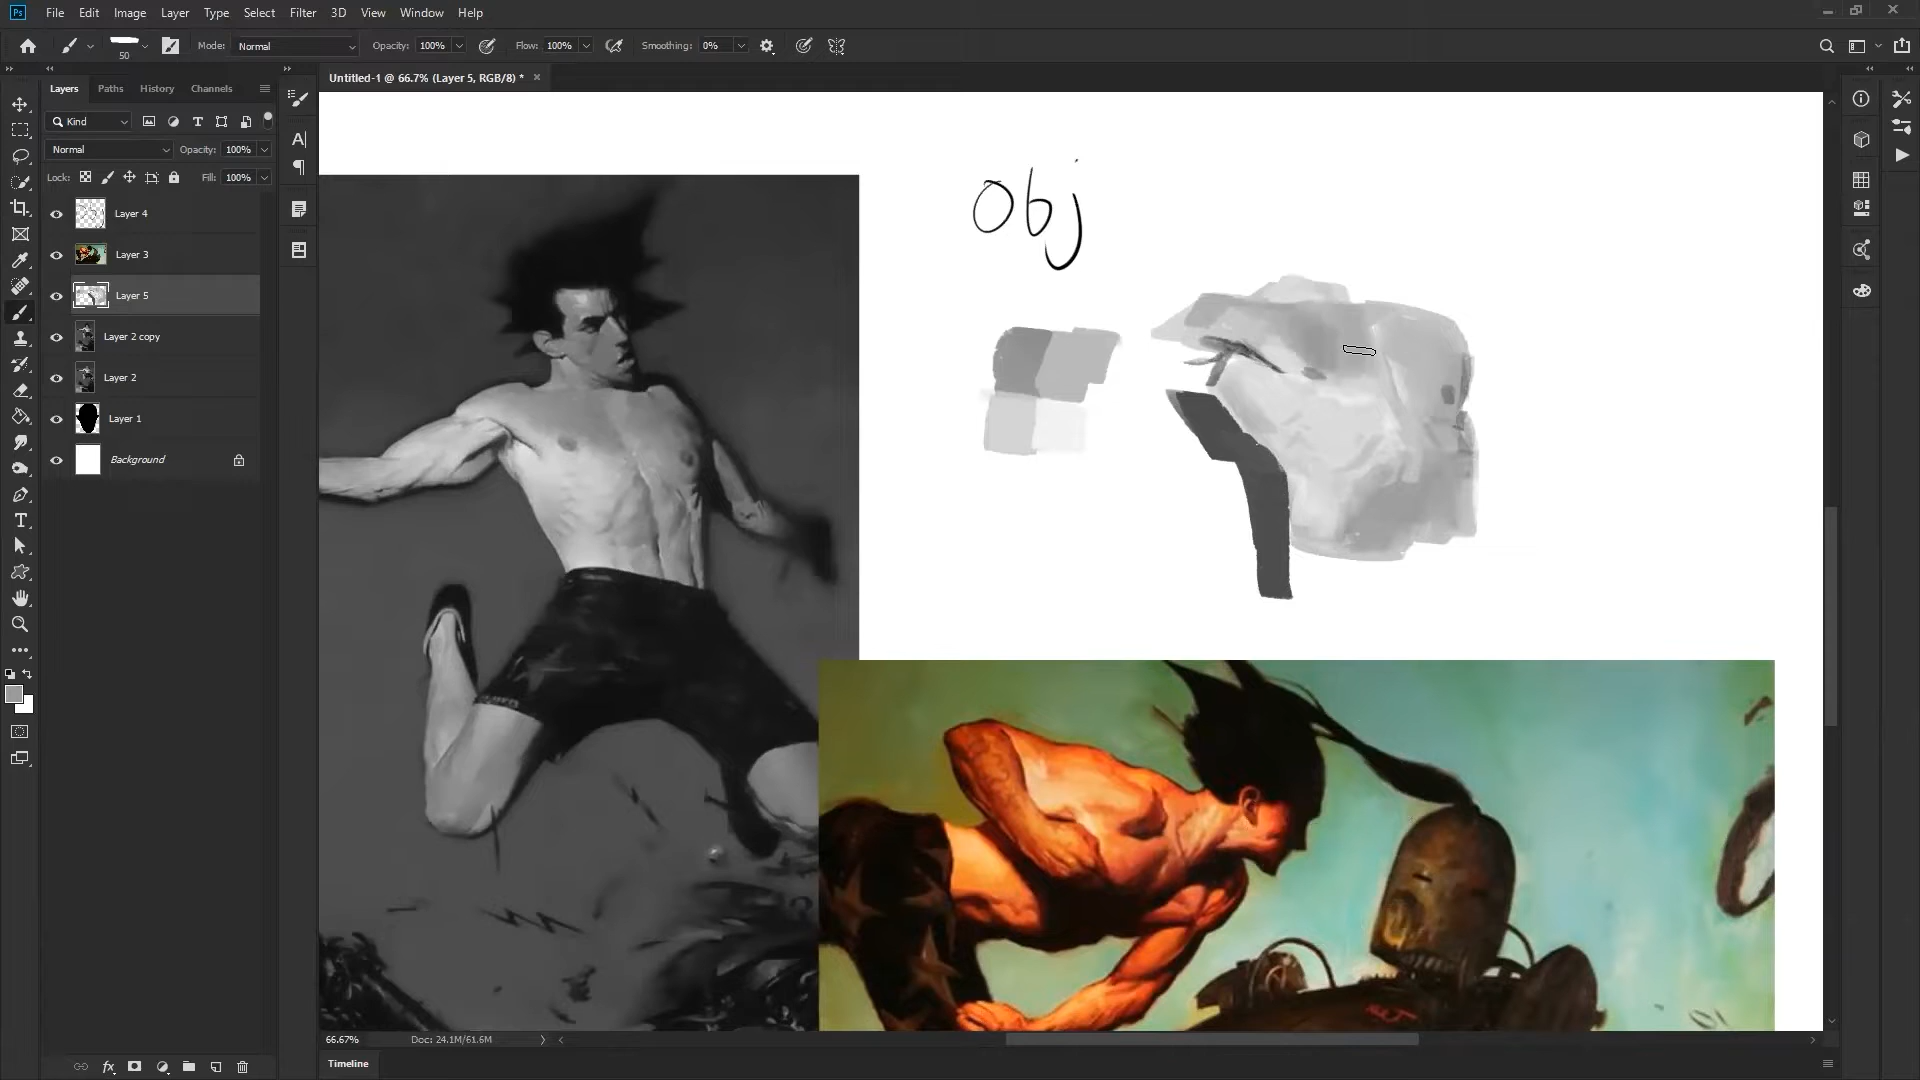 Ps File Edit Image Layer Type Select Filter 3D View Window Help
50 Mode: Normal Opacity: 100% Flow: 100% Smoothing: 0%
Untitled-1 @ 66.7% (Layer 5, RGB/8) *
Layers Paths History Channels
Kind
Normal Opacity: 100%
Lock: Fill: 100%
Layer 4
Layer 3
Layer 5
Layer 2 copy
Layer 2
Layer 1
Background
obj
66.67% Doc: 24.1M/61.6M
Timeline